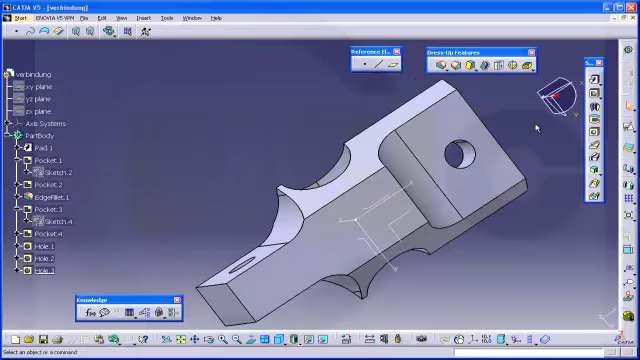 CATIA V5 - [verbindung]
Start ENOVIA V5 VPM File Edit View Insert Tools Window Help
Reference El...
Dress-Up Features
S...
verbindung
xy plane
yz plane
zx plane
Axis Systems
PartBody
Pad.1
Pocket.1
Sketch.2
Pocket.2
EdgeFillet.1
Pocket.3
Sketch.4
Pocket.4
Hole.1
Hole.2
Hole.3
Knowledge
Select an object or a command
CATIA